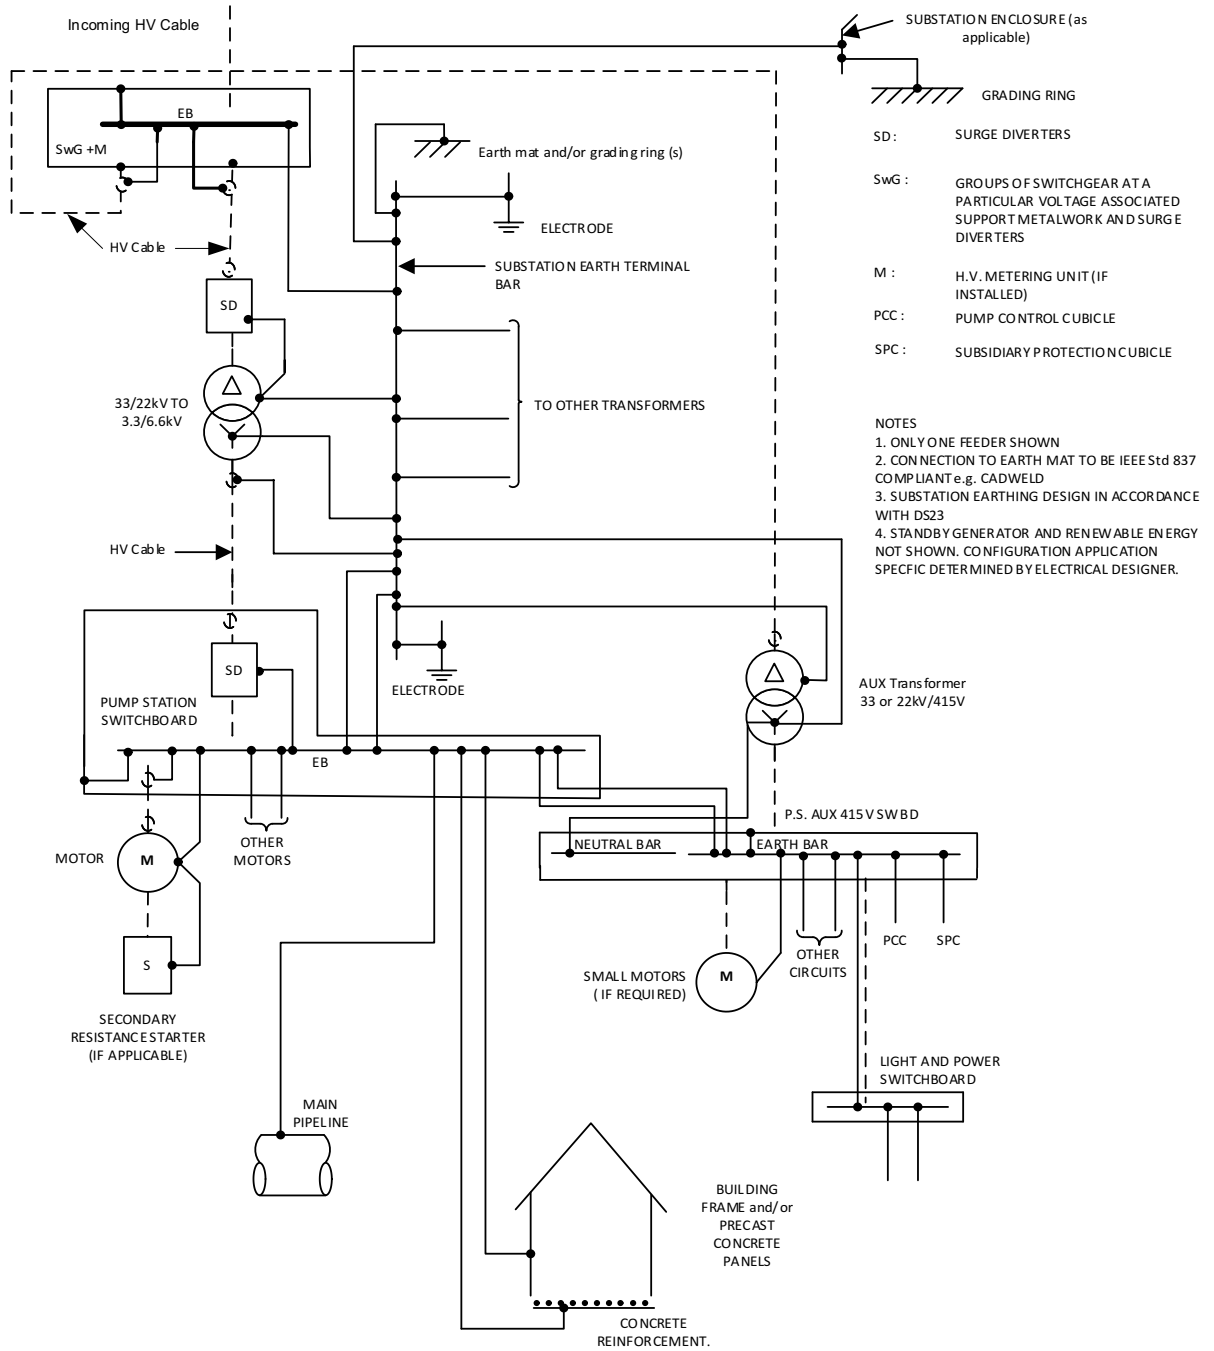 Incoming HV Cable
SUBSTATION ENCLOSURE (as
applicable)
GRADING RING
EB
SwG +M
Earth mat and/or grading ring (s)
SD : SURGE DIVERTERS
SwG : GROUPS OF SWITCHGEAR AT A
PARTICULAR VOLTAGE ASSOCIATED
SUPPORT METALWORK AND SURGE
DIVERTERS
ELECTRODE
HV Cable
SUBSTATION EARTH TERMINAL
BAR
M : H.V. METERING UNIT (IF
INSTALLED)
SD
PCC : PUMP CONTROL CUBICLE
SPC : SUBSIDIARY PROTECTION CUBICLE
33/22kV TO
3.3/6.6kV
TO OTHER TRANSFORMERS
NOTES
1. ONLY ONE FEEDER SHOWN
2. CONNECTION TO EARTH MAT TO BE IEEE Std 837
COMPLIANT e.g. CADWELD
3. SUBSTATION EARTHING DESIGN IN ACCORDANCE
WITH DS23
4. STANDBY GENERATOR AND RENEWABLE ENERGY
NOT SHOWN. CONFIGURATION APPLICATION
SPECFIC DETERMINED BY ELECTRICAL DESIGNER.
HV Cable
SD
ELECTRODE
AUX Transformer
33 or 22kV/415V
PUMP STATION
SWITCHBOARD
EB
P.S. AUX 415 V SWBD
NEUTRAL BAR
EARTH BAR
OTHER
MOTORS
MOTOR
M
S
SECONDARY
RESISTANCE STARTER
(IF APPLICABLE)
PCC
SPC
OTHER
CIRCUITS
SMALL MOTORS
( IF REQUIRED)
M
LIGHT AND POWER
SWITCHBOARD
MAIN
PIPELINE
BUILDING
FRAME and/or
PRECAST
CONCRETE
PANELS
CONCRETE
REINFORCEMENT.